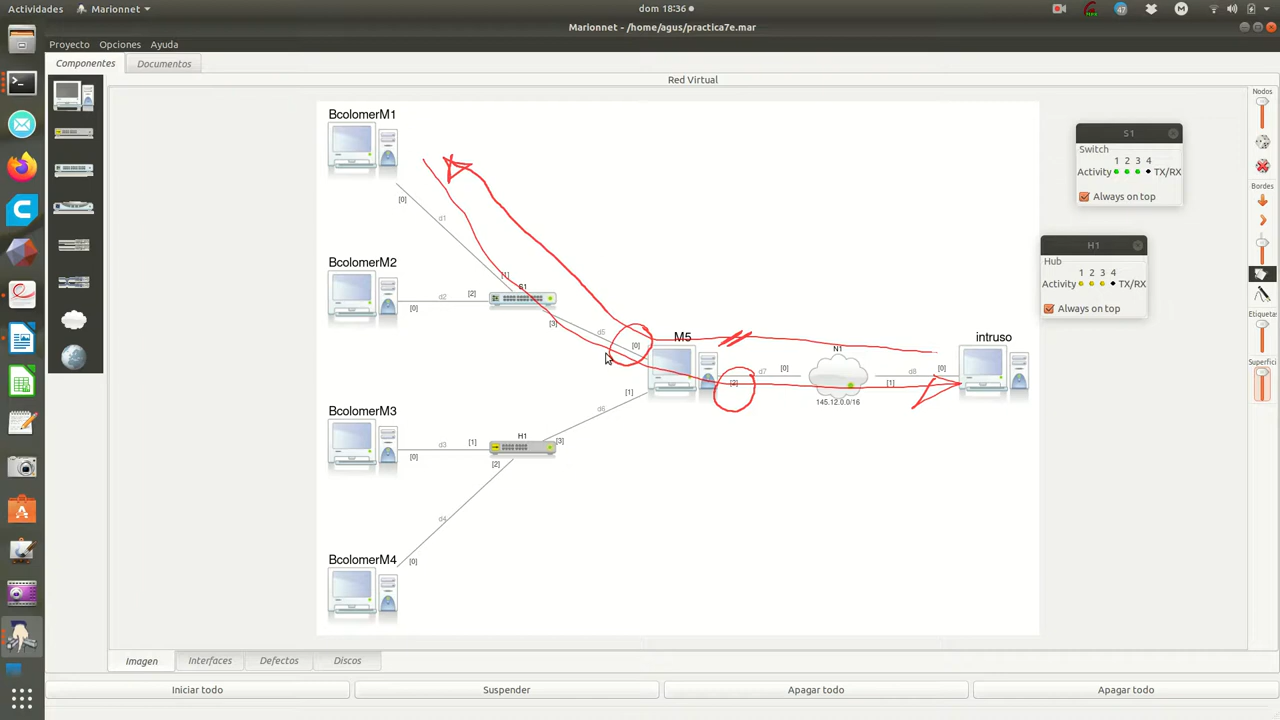 Actividades
Marionnet
dom 18:36
47
Marionnet - /home/agus/practica7e.mar
Proyecto Opciones Ayuda
Componentes Documentos
Red Virtual
Nodos
BcolomerM1
[0]
d1
[1]
S1
BcolomerM2
[0]
d2
[2]
[3]
d5
[0]
M5
[2]
d7
[0]
N1
145.12.0.0/16
[1]
d8
[0]
intruso
[1]
d6
BcolomerM3
[0]
d3
[1]
H1
[3]
[2]
d4
BcolomerM4
[0]
S1
Switch
1 2 3 4
Activity TX/RX
Always on top
H1
Hub
1 2 3 4
Activity TX/RX
Always on top
Bordes
Etiquetas
Superfici
Imagen Interfaces Defectos Discos
Iniciar todo Suspender Apagar todo Apagar todo